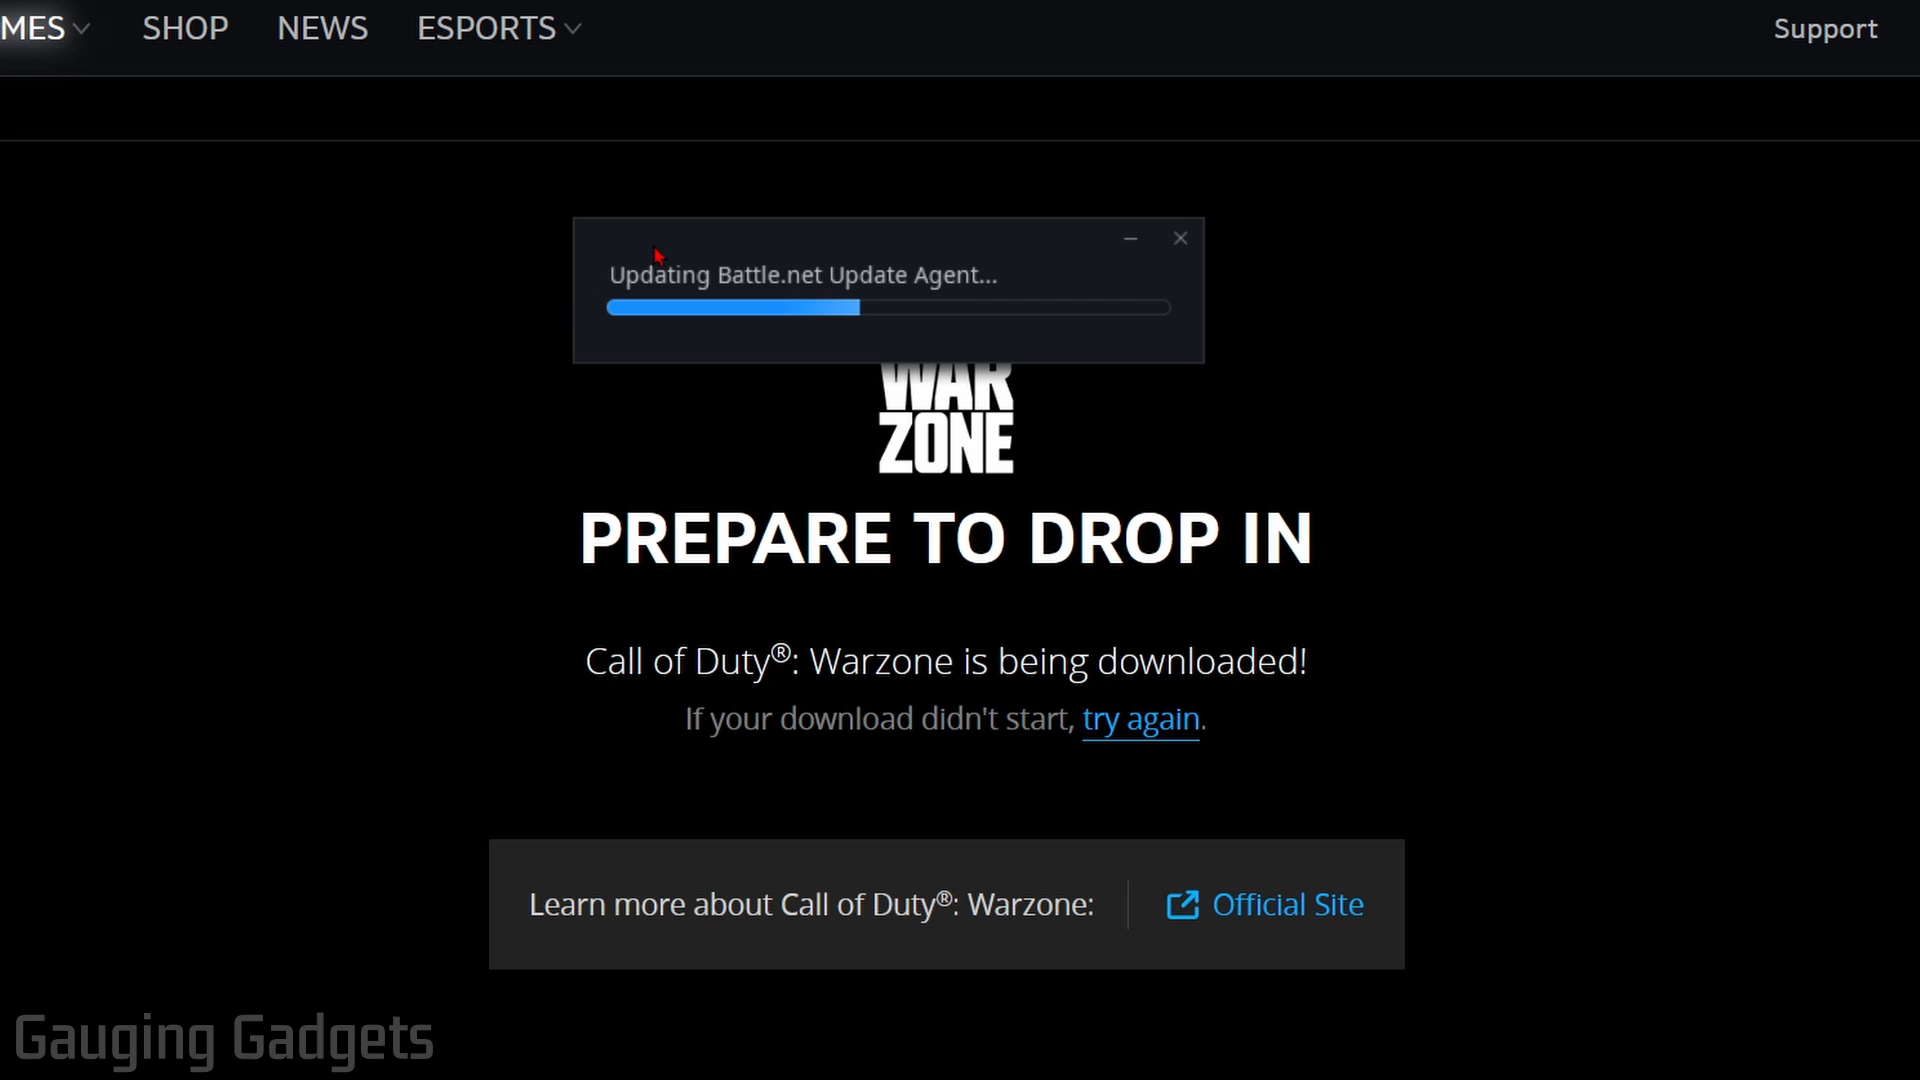 MES SHOP NEWS ESPORTS Support
Updating Battle.net Update Agent...
WAR
ZONE
PREPARE TO DROP IN
Call of Duty®: Warzone is being downloaded!
If your download didn't start, try again.
Learn more about Call of Duty®: Warzone: Official Site
Gauging Gadgets